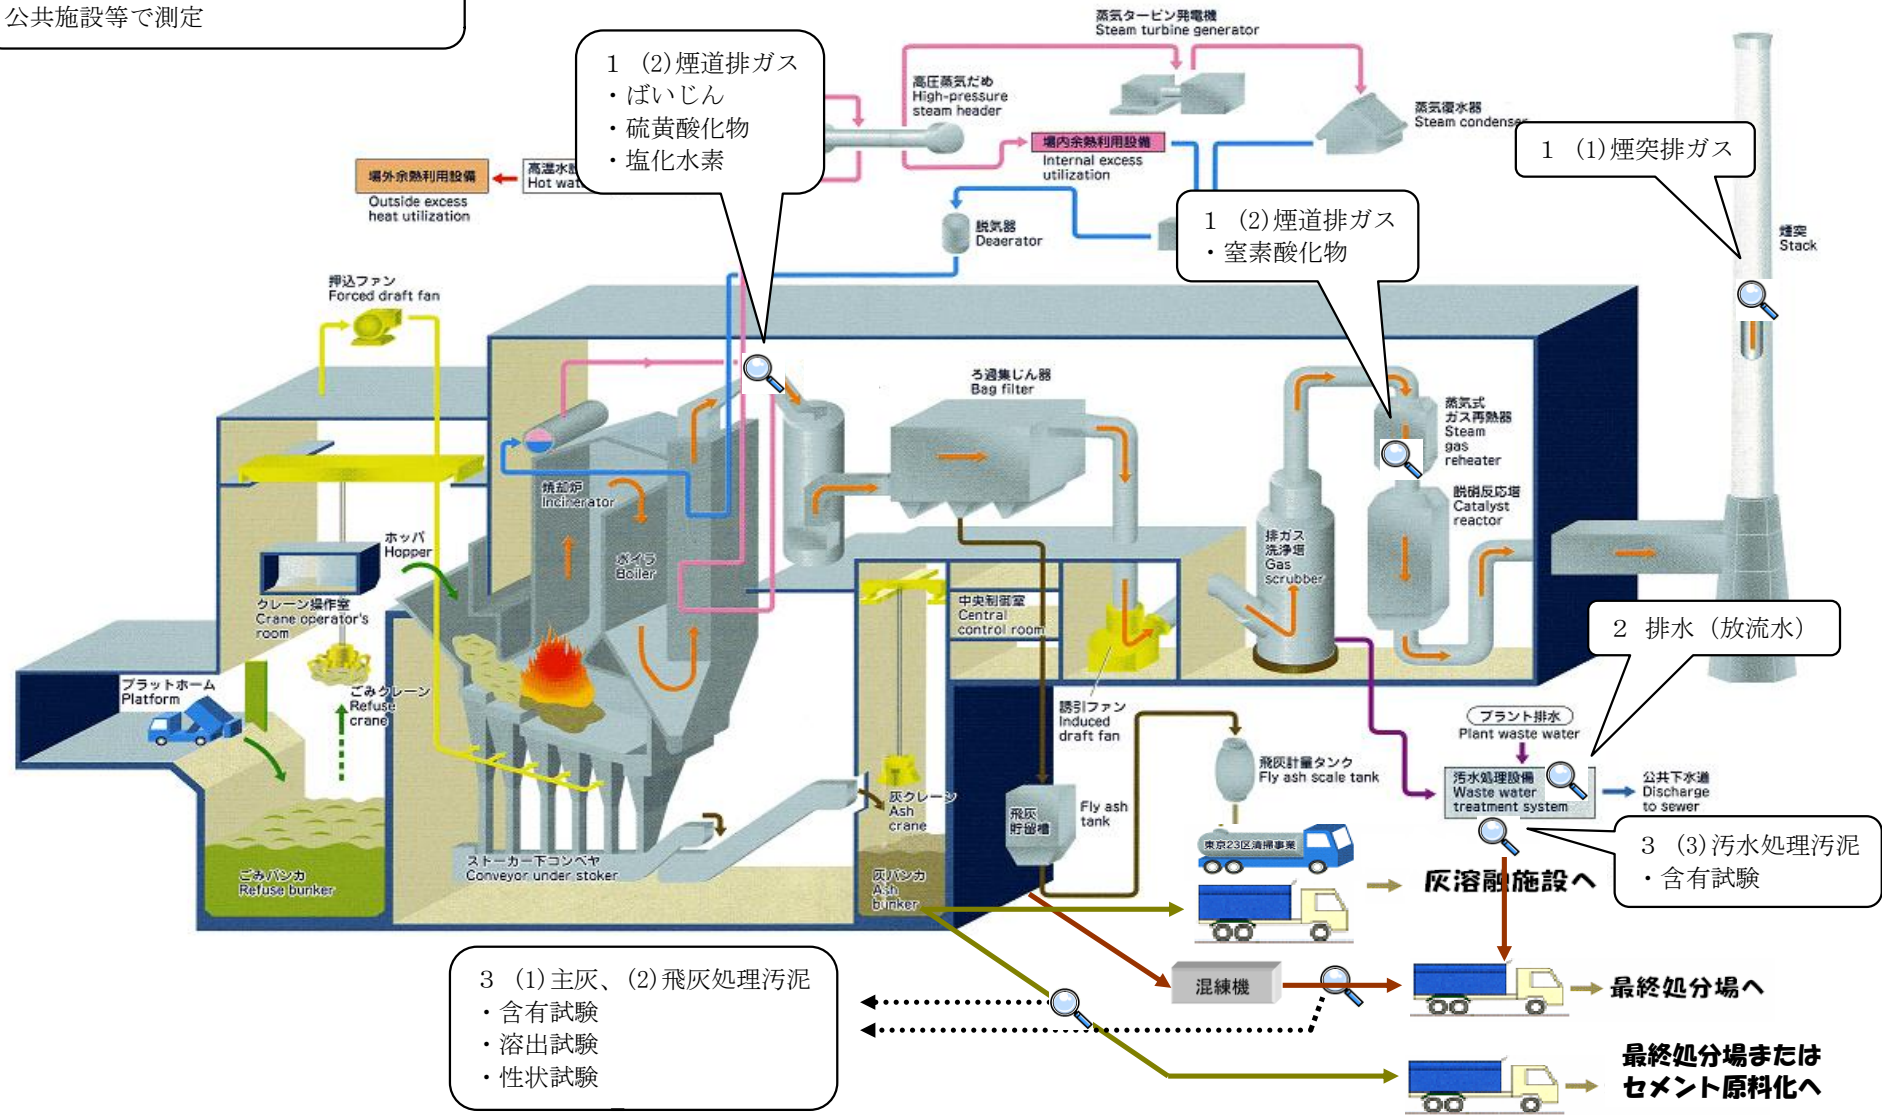 公共施設等で測定
1 (2)煙道排ガス
・ばいじん
・硫黄酸化物
・塩化水素
蒸気タービン発電機
Steam turbine generator
高圧蒸気だめ
High-pressure
steam header
蒸気復水器
Steam condenser
1 (1)煙突排ガス
場外余熱利用設備
Outside excess
heat utilization
高温水
Hot wat
場内余熱利用設備
Internal excess
utilization
脱気器
Deaerator
1 (2)煙道排ガス
・窒素酸化物
煙突
Stack
押込ファン
Forced draft fan
ろ過集じん器
Bag filter
蒸気式
ガス再熱器
Steam
gas
reheater
焼却炉
Incinerator
脱硝反応塔
Catalyst
reactor
ホッパ
Hopper
ボイラ
Boiler
排ガス
洗浄塔
Gas
scrubber
クレーン操作室
Crane operator's
room
中央制御室
Central
control room
2 排水（放流水）
プラットホーム
Platform
ごみクレーン
Refuse
crane
誘引ファン
Induced
draft fan
プラント排水
Plant waste water
飛灰計量タンク
Fly ash scale tank
汚水処理設備
Waste water
treatment system
公共下水道
Discharge
to sewer
灰クレーン
Ash
crane
飛灰
貯留槽
Fly ash
tank
東京23区清掃事業
3 (3)汚水処理汚泥
・含有試験
ストーカー下コンベヤ
Conveyor under stoker
ごみバンカ
Refuse bunker
灰バンカ
Ash
bunker
灰溶融施設へ
3 (1)主灰、(2)飛灰処理汚泥
・含有試験
・溶出試験
・性状試験
混練機
最終処分場へ
最終処分場または
セメント原料化へ